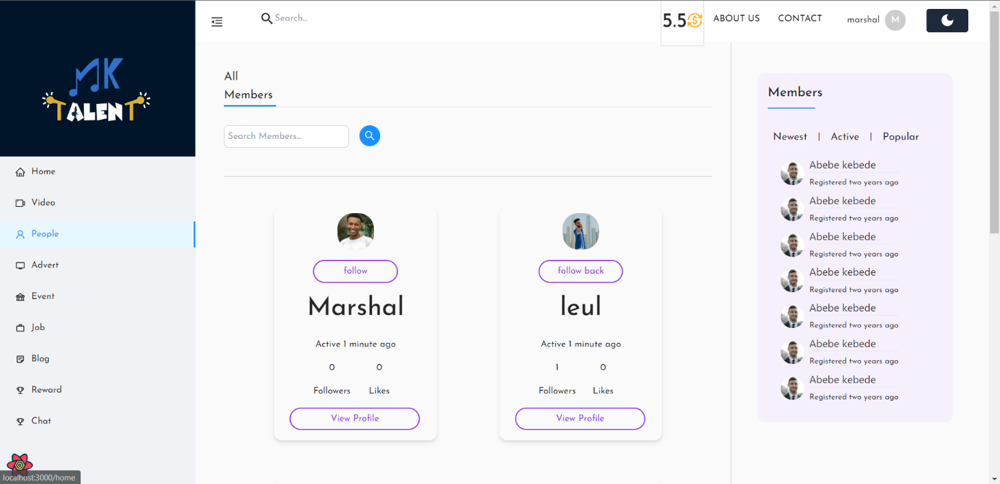 MK
TALENT
Home
Video
People
Advert
Event
Job
Blog
Reward
Chat
localhost:3000/home
Search...
5.5
ABOUT US
CONTACT
marshal
M
All
Members
Search Members...
follow
Marshal
Active 1 minute ago
0 0
Followers Likes
View Profile
follow back
leul
Active 1 minute ago
1 0
Followers Likes
View Profile
Members
Newest | Active | Popular
Abebe kebede
Registered two years ago
Abebe kebede
Registered two years ago
Abebe kebede
Registered two years ago
Abebe kebede
Registered two years ago
Abebe kebede
Registered two years ago
Abebe kebede
Registered two years ago
Abebe kebede
Registered two years ago